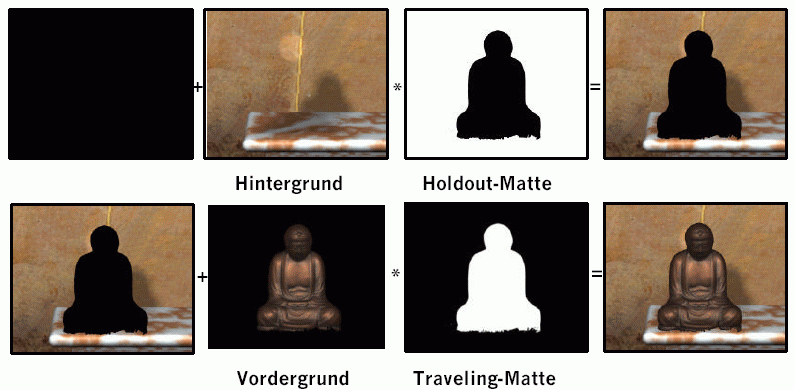 + * =
Hintergrund Holdout-Matte
+ * =
Vordergrund Traveling-Matte